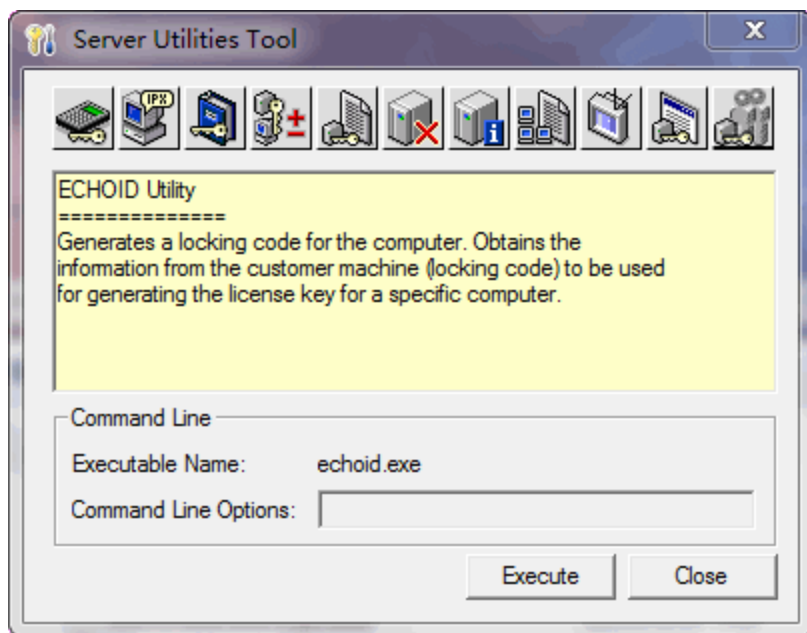 Server Utilities Tool
IPX
ECHOID Utility
==============
Generates a locking code for the computer. Obtains the
information from the customer machine (locking code) to be used
for generating the license key for a specific computer.
Command Line
Executable Name: echoid.exe
Command Line Options:
Execute Close